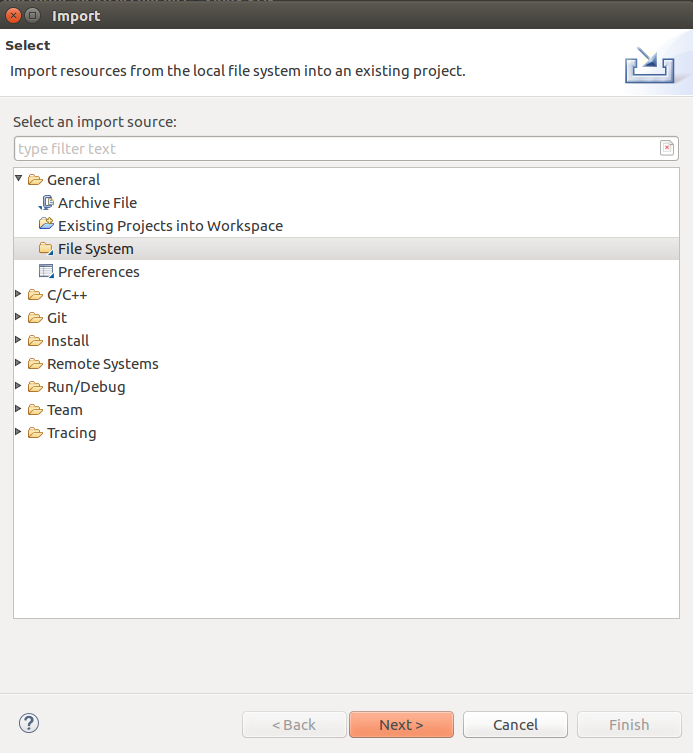 Import
Select
Import resources from the local file system into an existing project.
Select an import source:
type filter text
General
Archive File
Existing Projects into Workspace
File System
Preferences
C/C++
Git
Install
Remote Systems
Run/Debug
Team
Tracing
?
< Back
Next >
Cancel
Finish